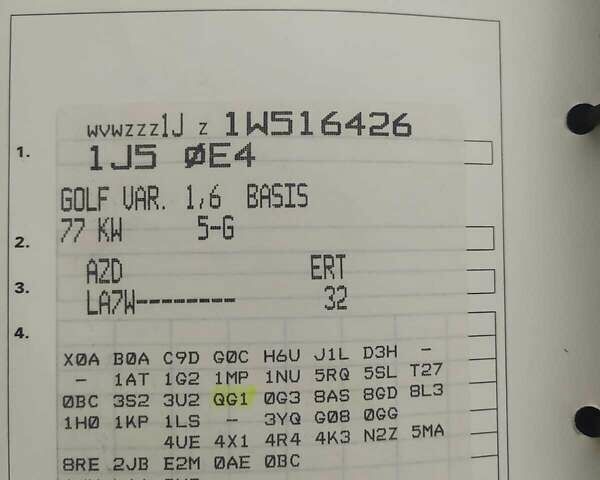 WVWZZZ1J Z 1W516426
1. 1J5 0E4
GOLF VAR. 1,6 BASIS
77 KW 5-G
2.
AZD ERT
3. LA7W-------- 32
4.
X0A B0A C9D G0C H6U J1L D3H -
- 1AT 1G2 1MP 1NU 5RQ 5SL T27
0BC 3S2 3U2 QG1 0G3 8AS 8GD 8L3
1H0 1KP 1LS - 3YQ G08 0GG
4UE 4X1 4R4 4K3 N2Z 5MA
8RE 2JB E2M 0AE 0BC